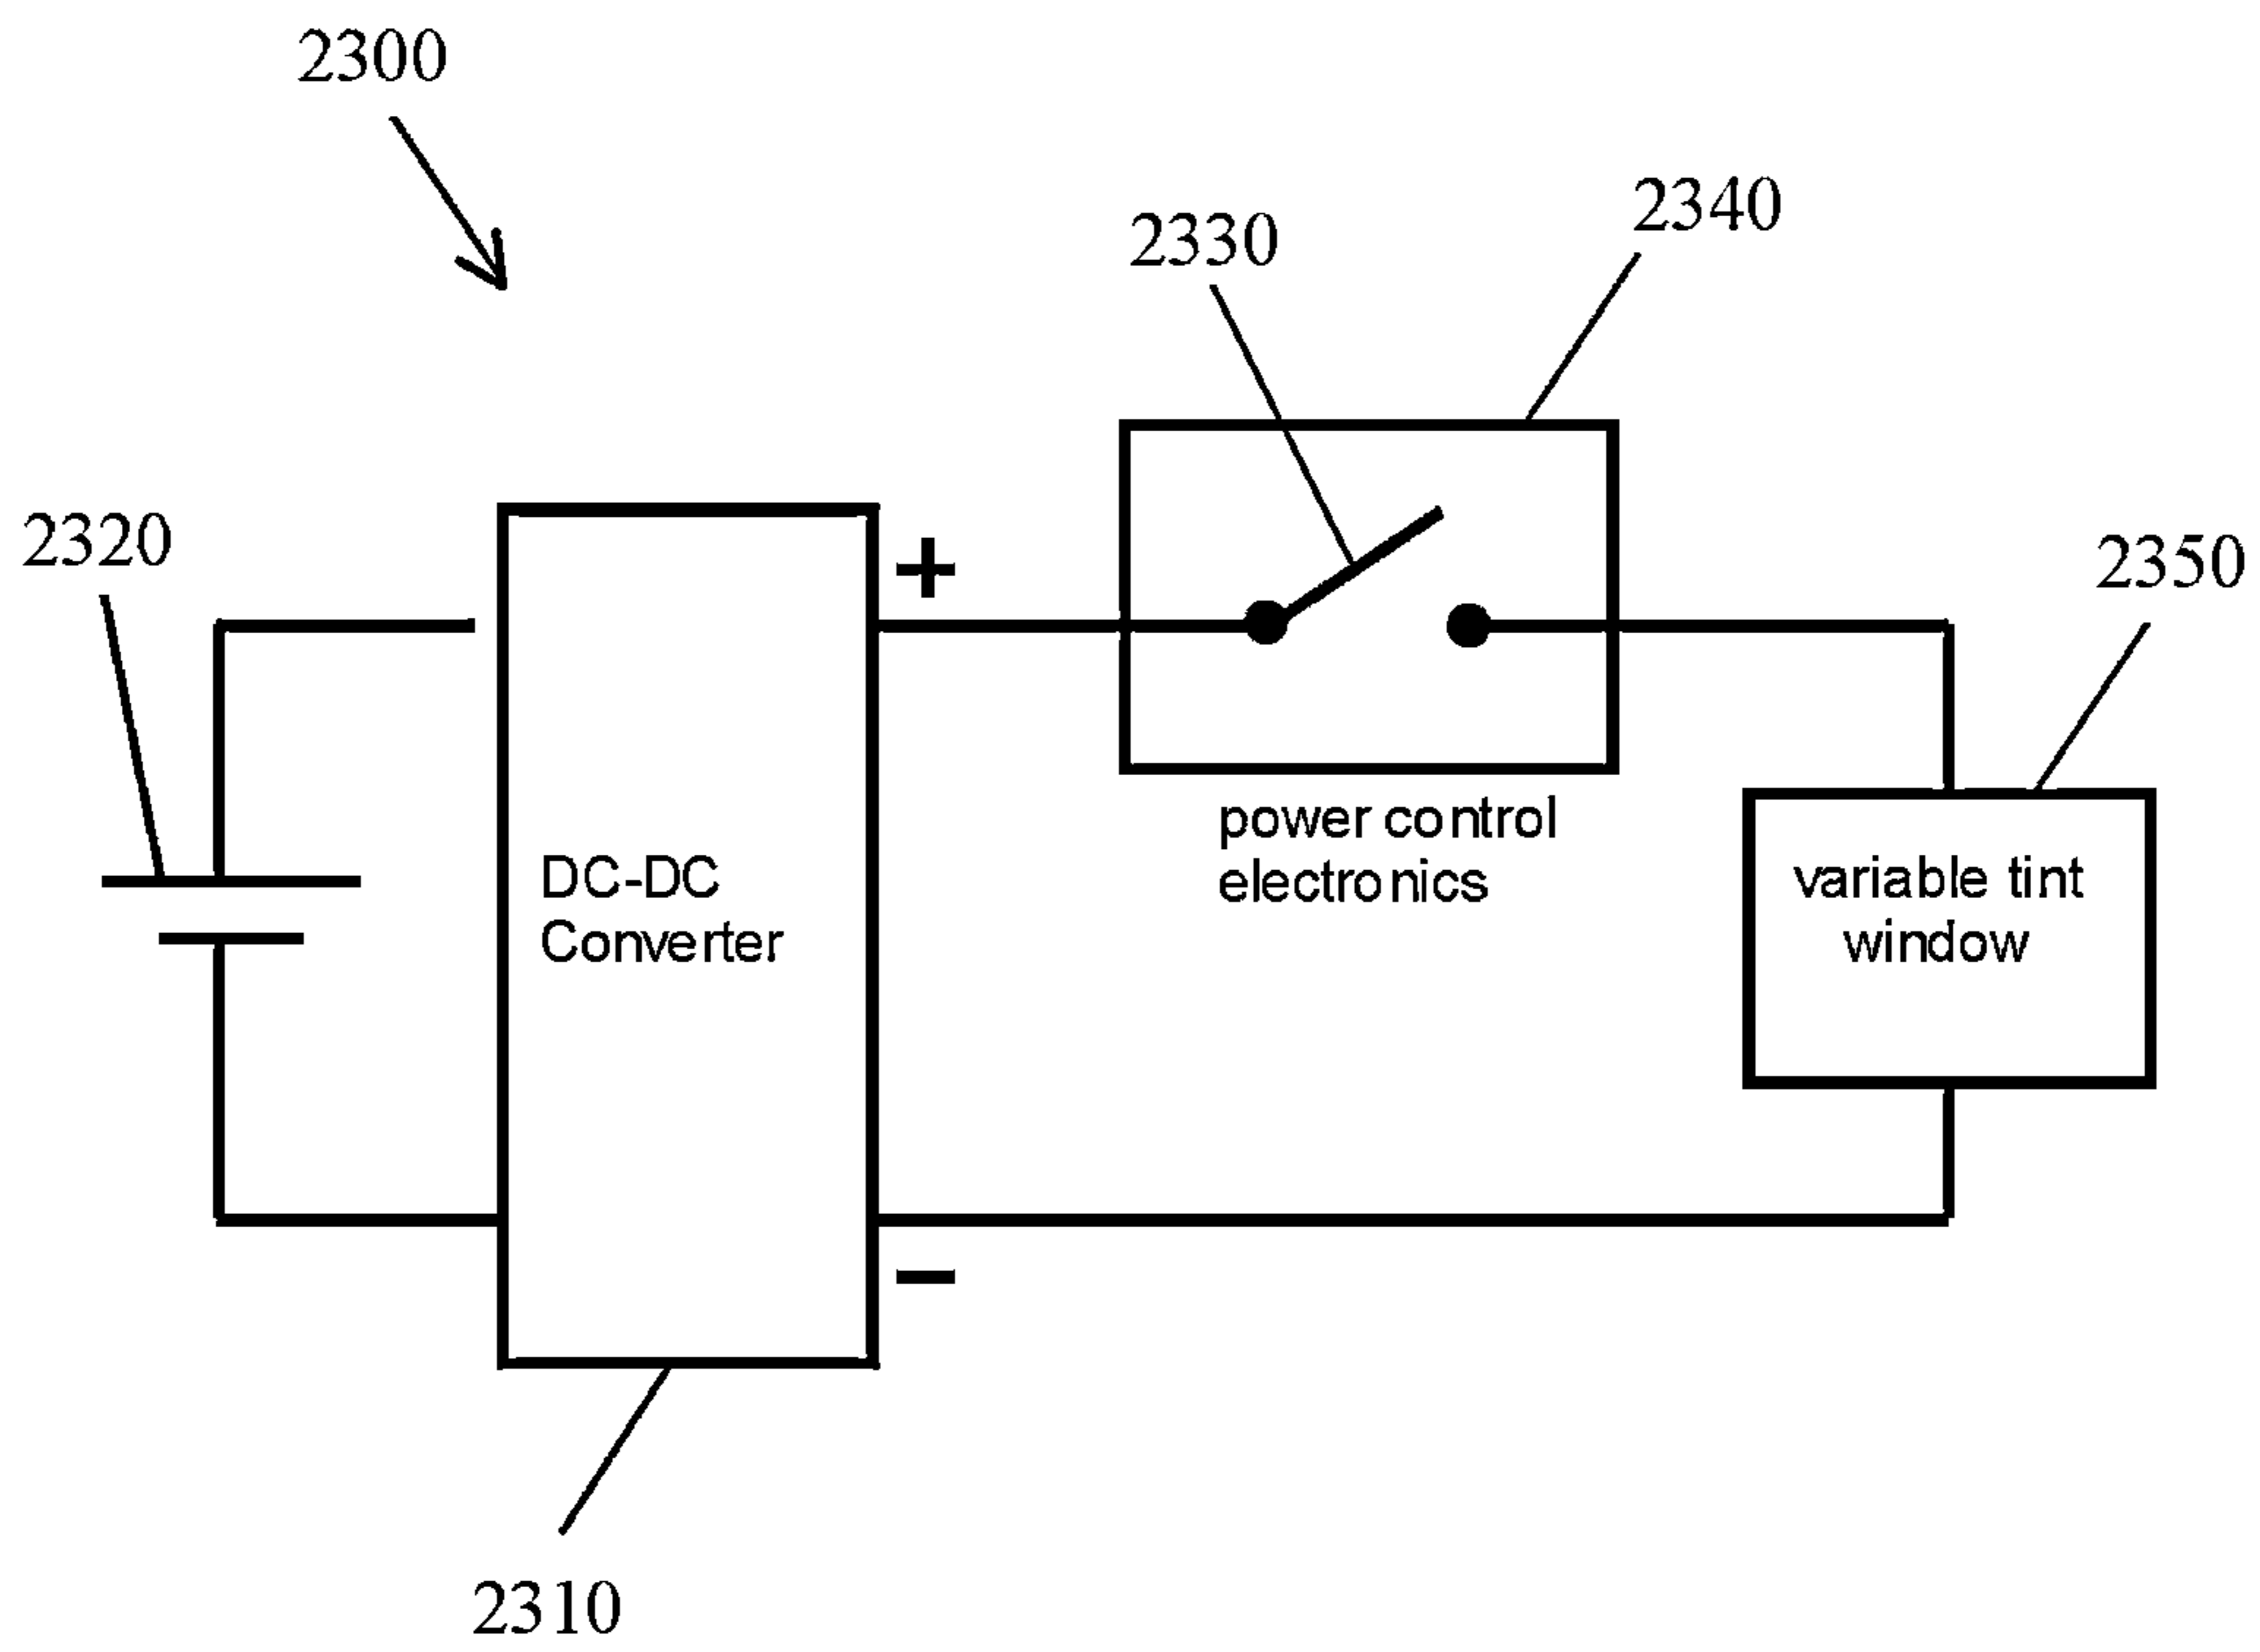 2300
2340
2330
2320
2350
+
power control
electronics
DC-DC
Converter
variable tint
window
−
2310